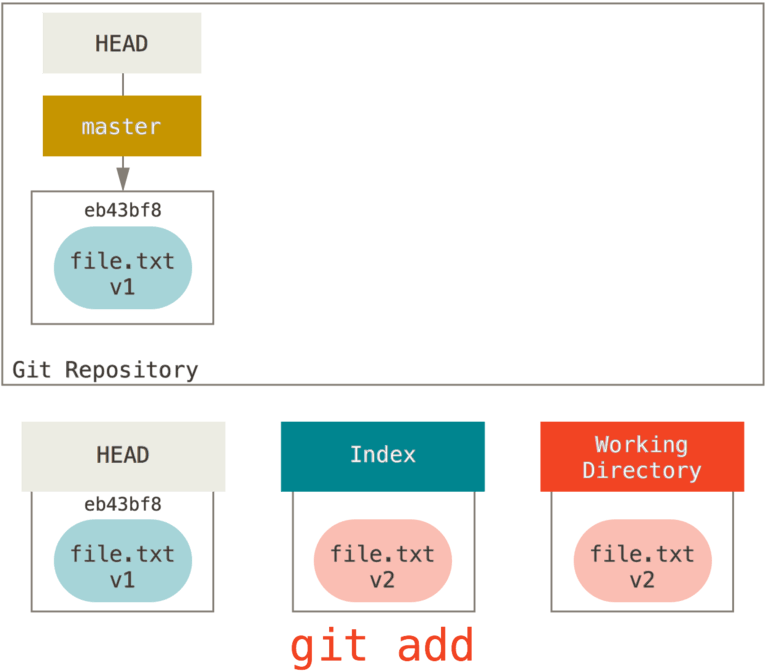 HEAD
master
eb43bf8
file.txt
v1
Git Repository
HEAD
Index
Working
Directory
eb43bf8
file.txt
v1
file.txt
v2
file.txt
v2
git add